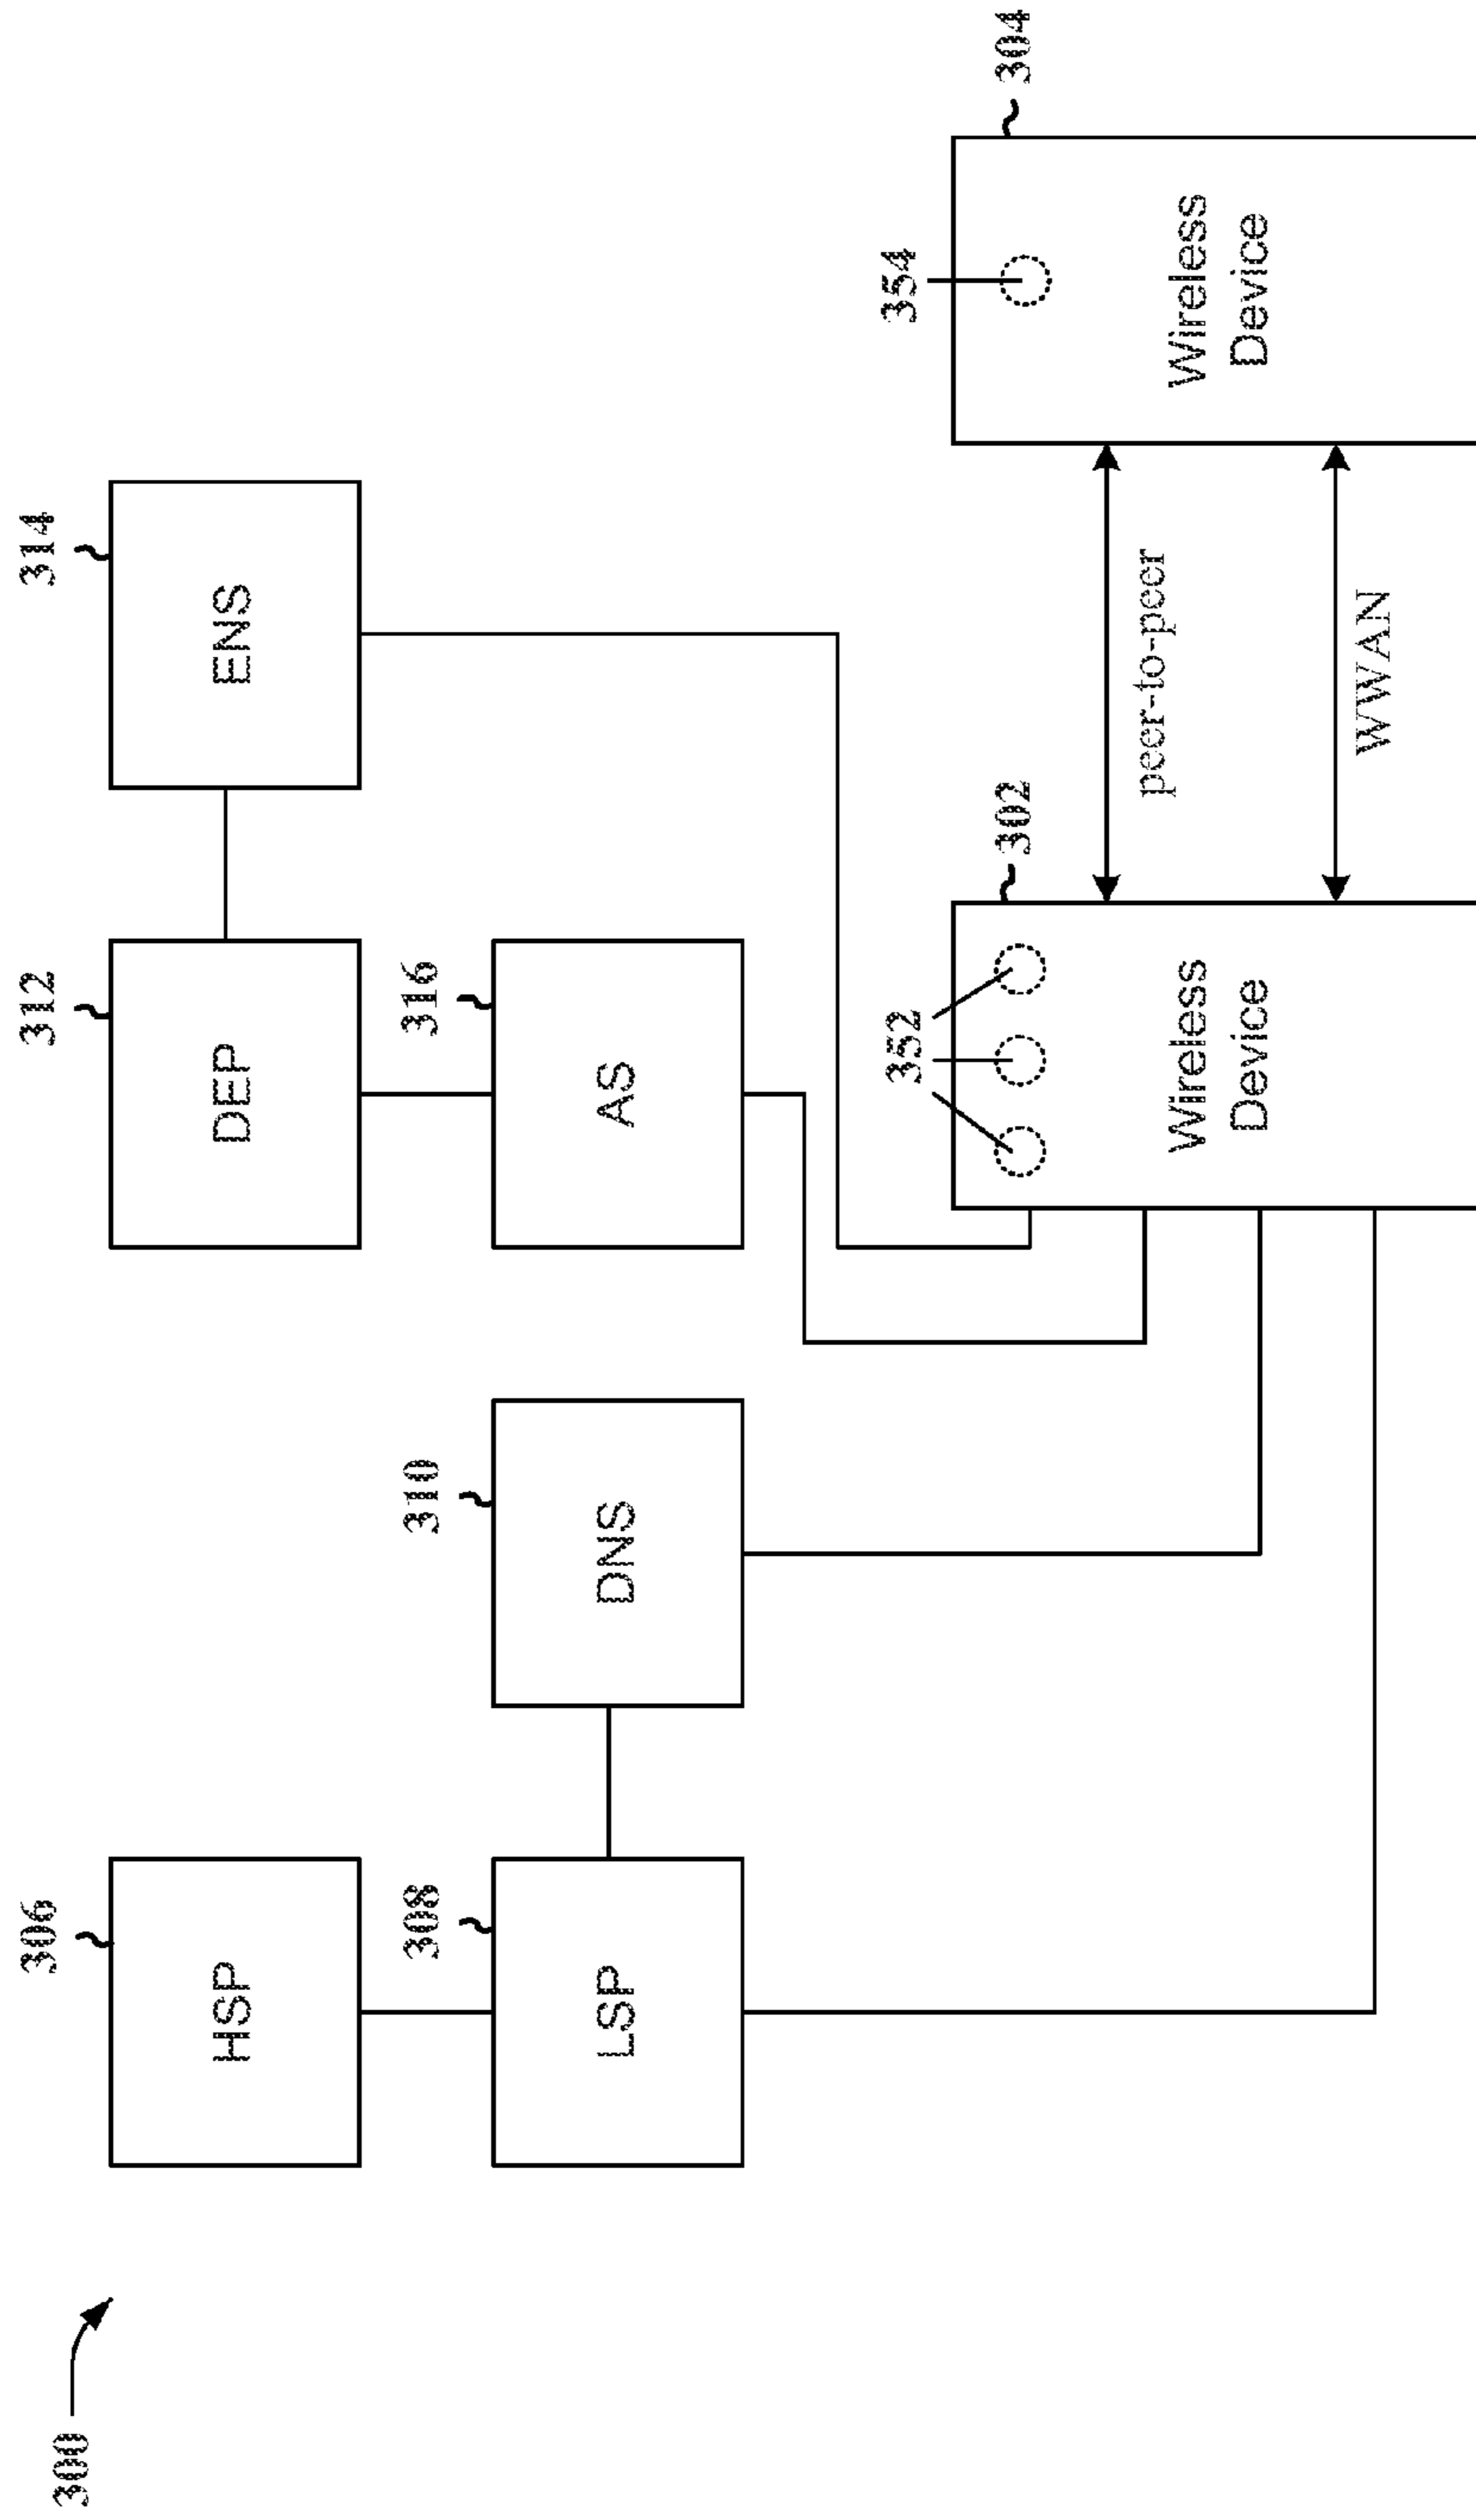 300
306
HSP
308
LSP
310
DNS
312
DEP
316
AS
314
ENS
302
352
Wireless
Device
peer-to-peer
WWAN
304
354
Wireless
Device